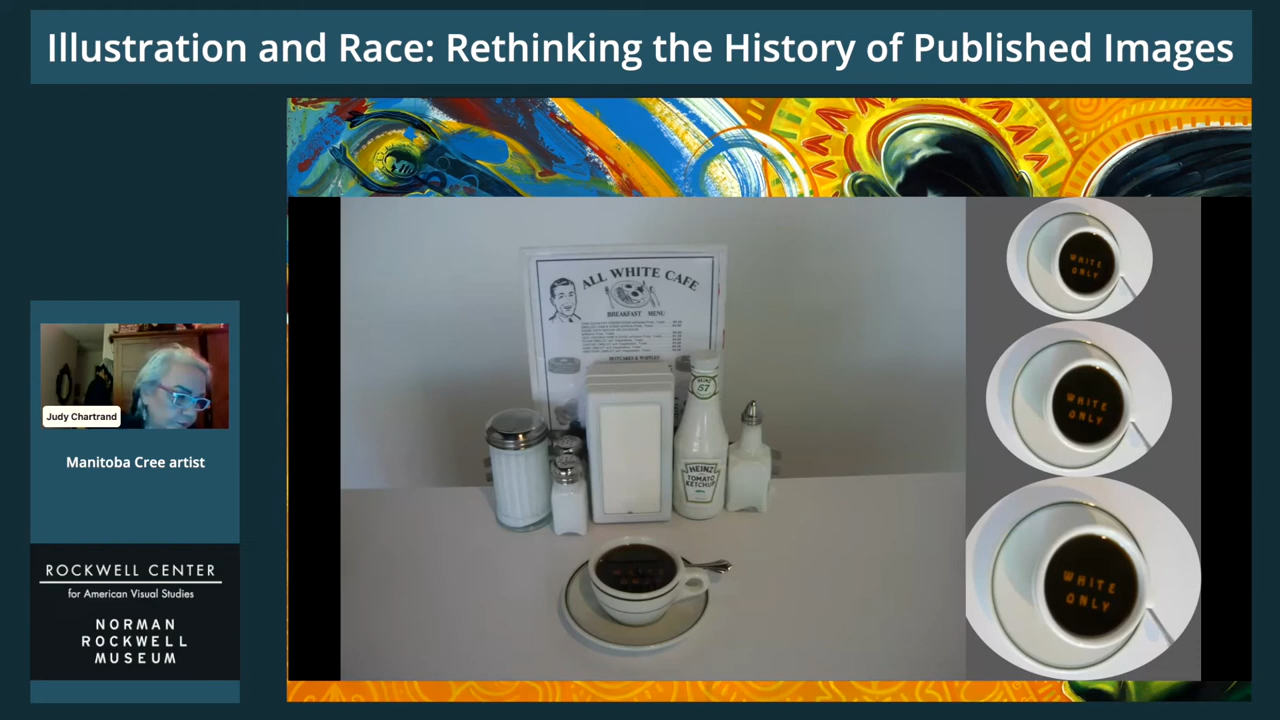 Illustration and Race: Rethinking the History of Published Images
Judy Chartrand
Manitoba Cree artist
ROCKWELL CENTER
for American Visual Studies
NORMAN
ROCKWELL
MUSEUM
ALL WHITE CAFE
BREAKFAST MENU
HOTCAKES & WAFFLES
HEINZ
57
HEINZ
TOMATO
KETCHUP
WHITE
ONLY
WHITE
ONLY
WHITE
ONLY